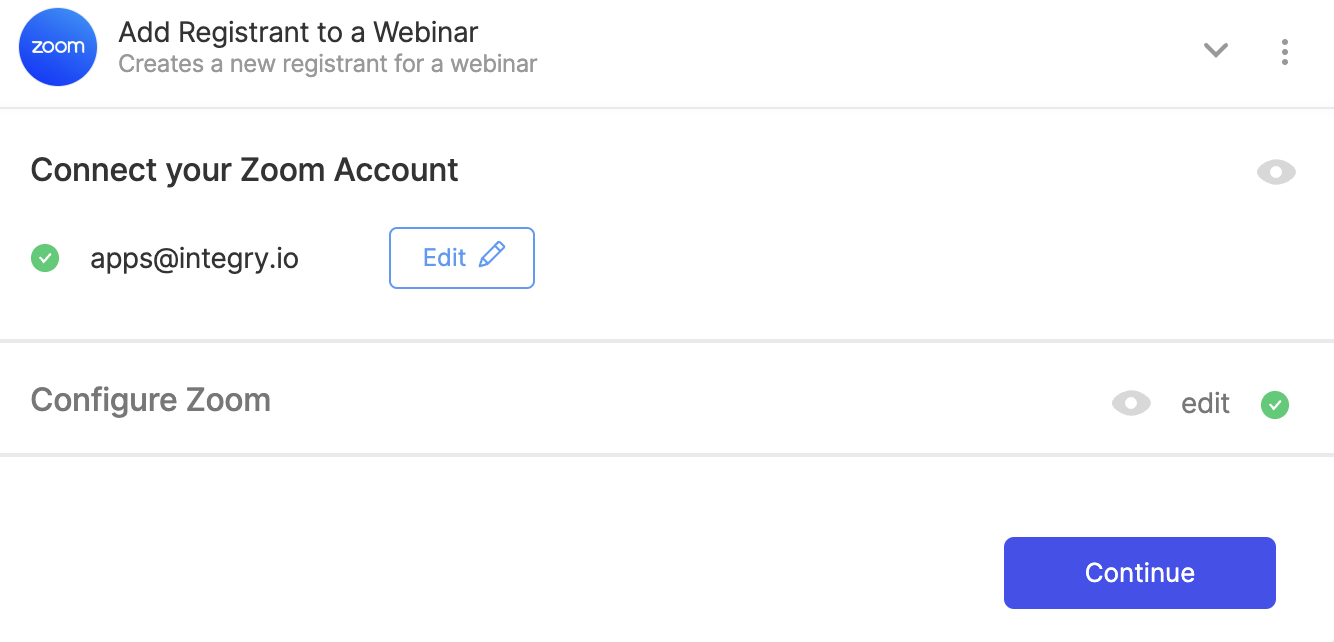 zoom
Add Registrant to a Webinar
Creates a new registrant for a webinar
Connect your Zoom Account
apps@integry.io
Edit
Configure Zoom
edit
Continue